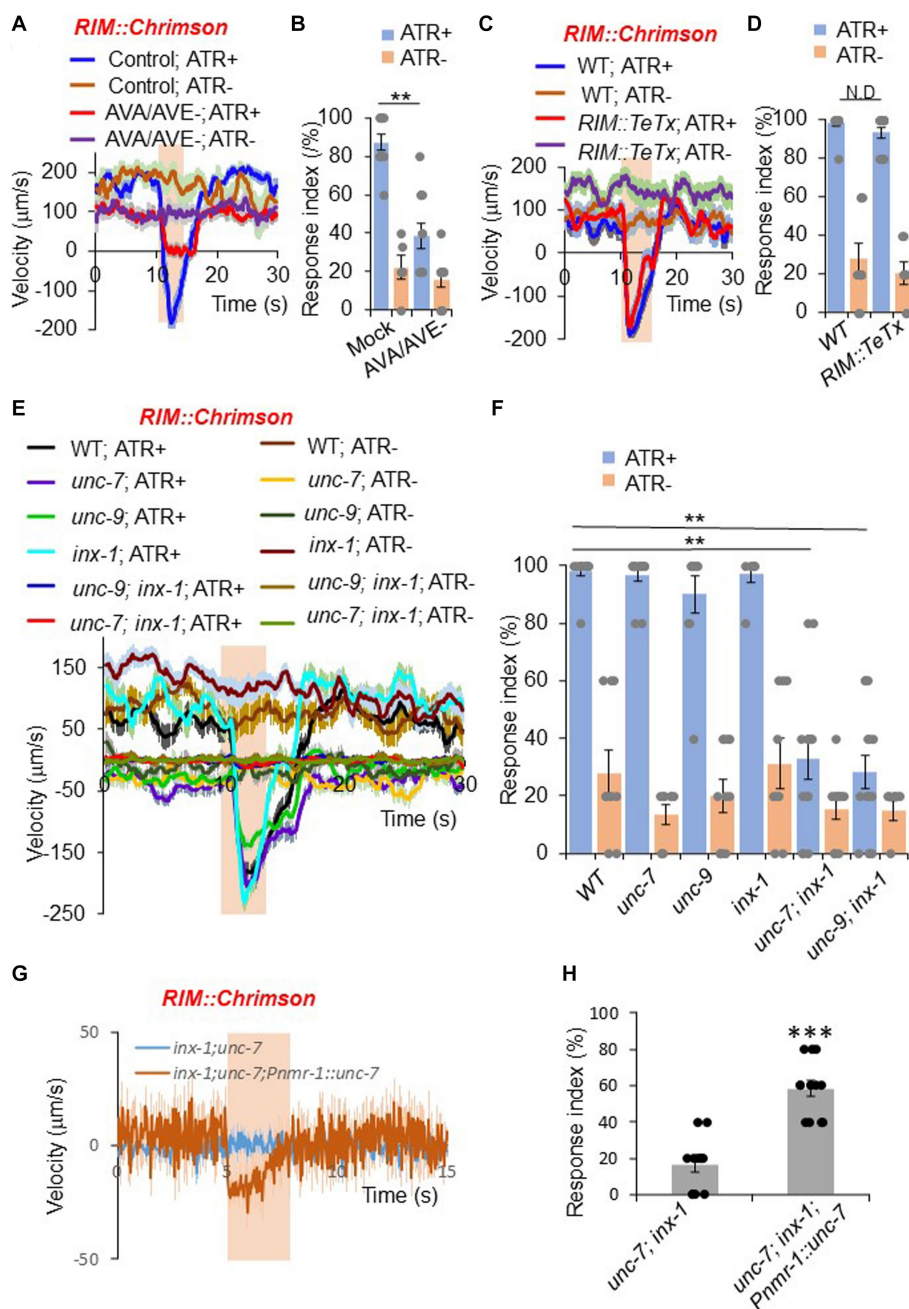 A
RIM::Chrimson
Control; ATR+
Control; ATR-
AVA/AVE-; ATR+
AVA/AVE-; ATR-
Velocity (µm/s)
200
100
0
-100
-200
0
10
20
30
Time (s)
B
ATR+
ATR-
**
Response index (/%)
100
80
60
40
20
0
Mock
AVA/AVE-
C
RIM::Chrimson
WT; ATR+
WT; ATR-
RIM::TeTx; ATR+
RIM::TeTx; ATR-
Velocity (µm/s)
200
100
0
-100
-200
0
10
20
30
Time (s)
D
ATR+
ATR-
N.D
Response index (%)
100
80
60
40
20
0
WT
RIM::TeTx
E
RIM::Chrimson
WT; ATR+
WT; ATR-
unc-7; ATR+
unc-7; ATR-
unc-9; ATR+
unc-9; ATR-
inx-1; ATR+
inx-1; ATR-
unc-9; inx-1; ATR+
unc-9; inx-1; ATR-
unc-7; inx-1; ATR+
unc-7; inx-1; ATR-
Velocity (µm/s)
150
50
-50
-150
-250
0
10
20
30
Time (s)
F
ATR+
ATR-
**
**
Response index (%)
100
80
60
40
20
0
WT
unc-7
unc-9
inx-1
unc-7; inx-1
unc-9; inx-1
G
RIM::Chrimson
inx-1;unc-7
inx-1;unc-7;Pnmr-1::unc-7
Velocity (µm/s)
50
0
-50
0
5
10
15
Time (s)
H
***
Response index (%)
100
80
60
40
20
0
unc-7; inx-1
unc-7; inx-1;
Pnmr-1::unc-7